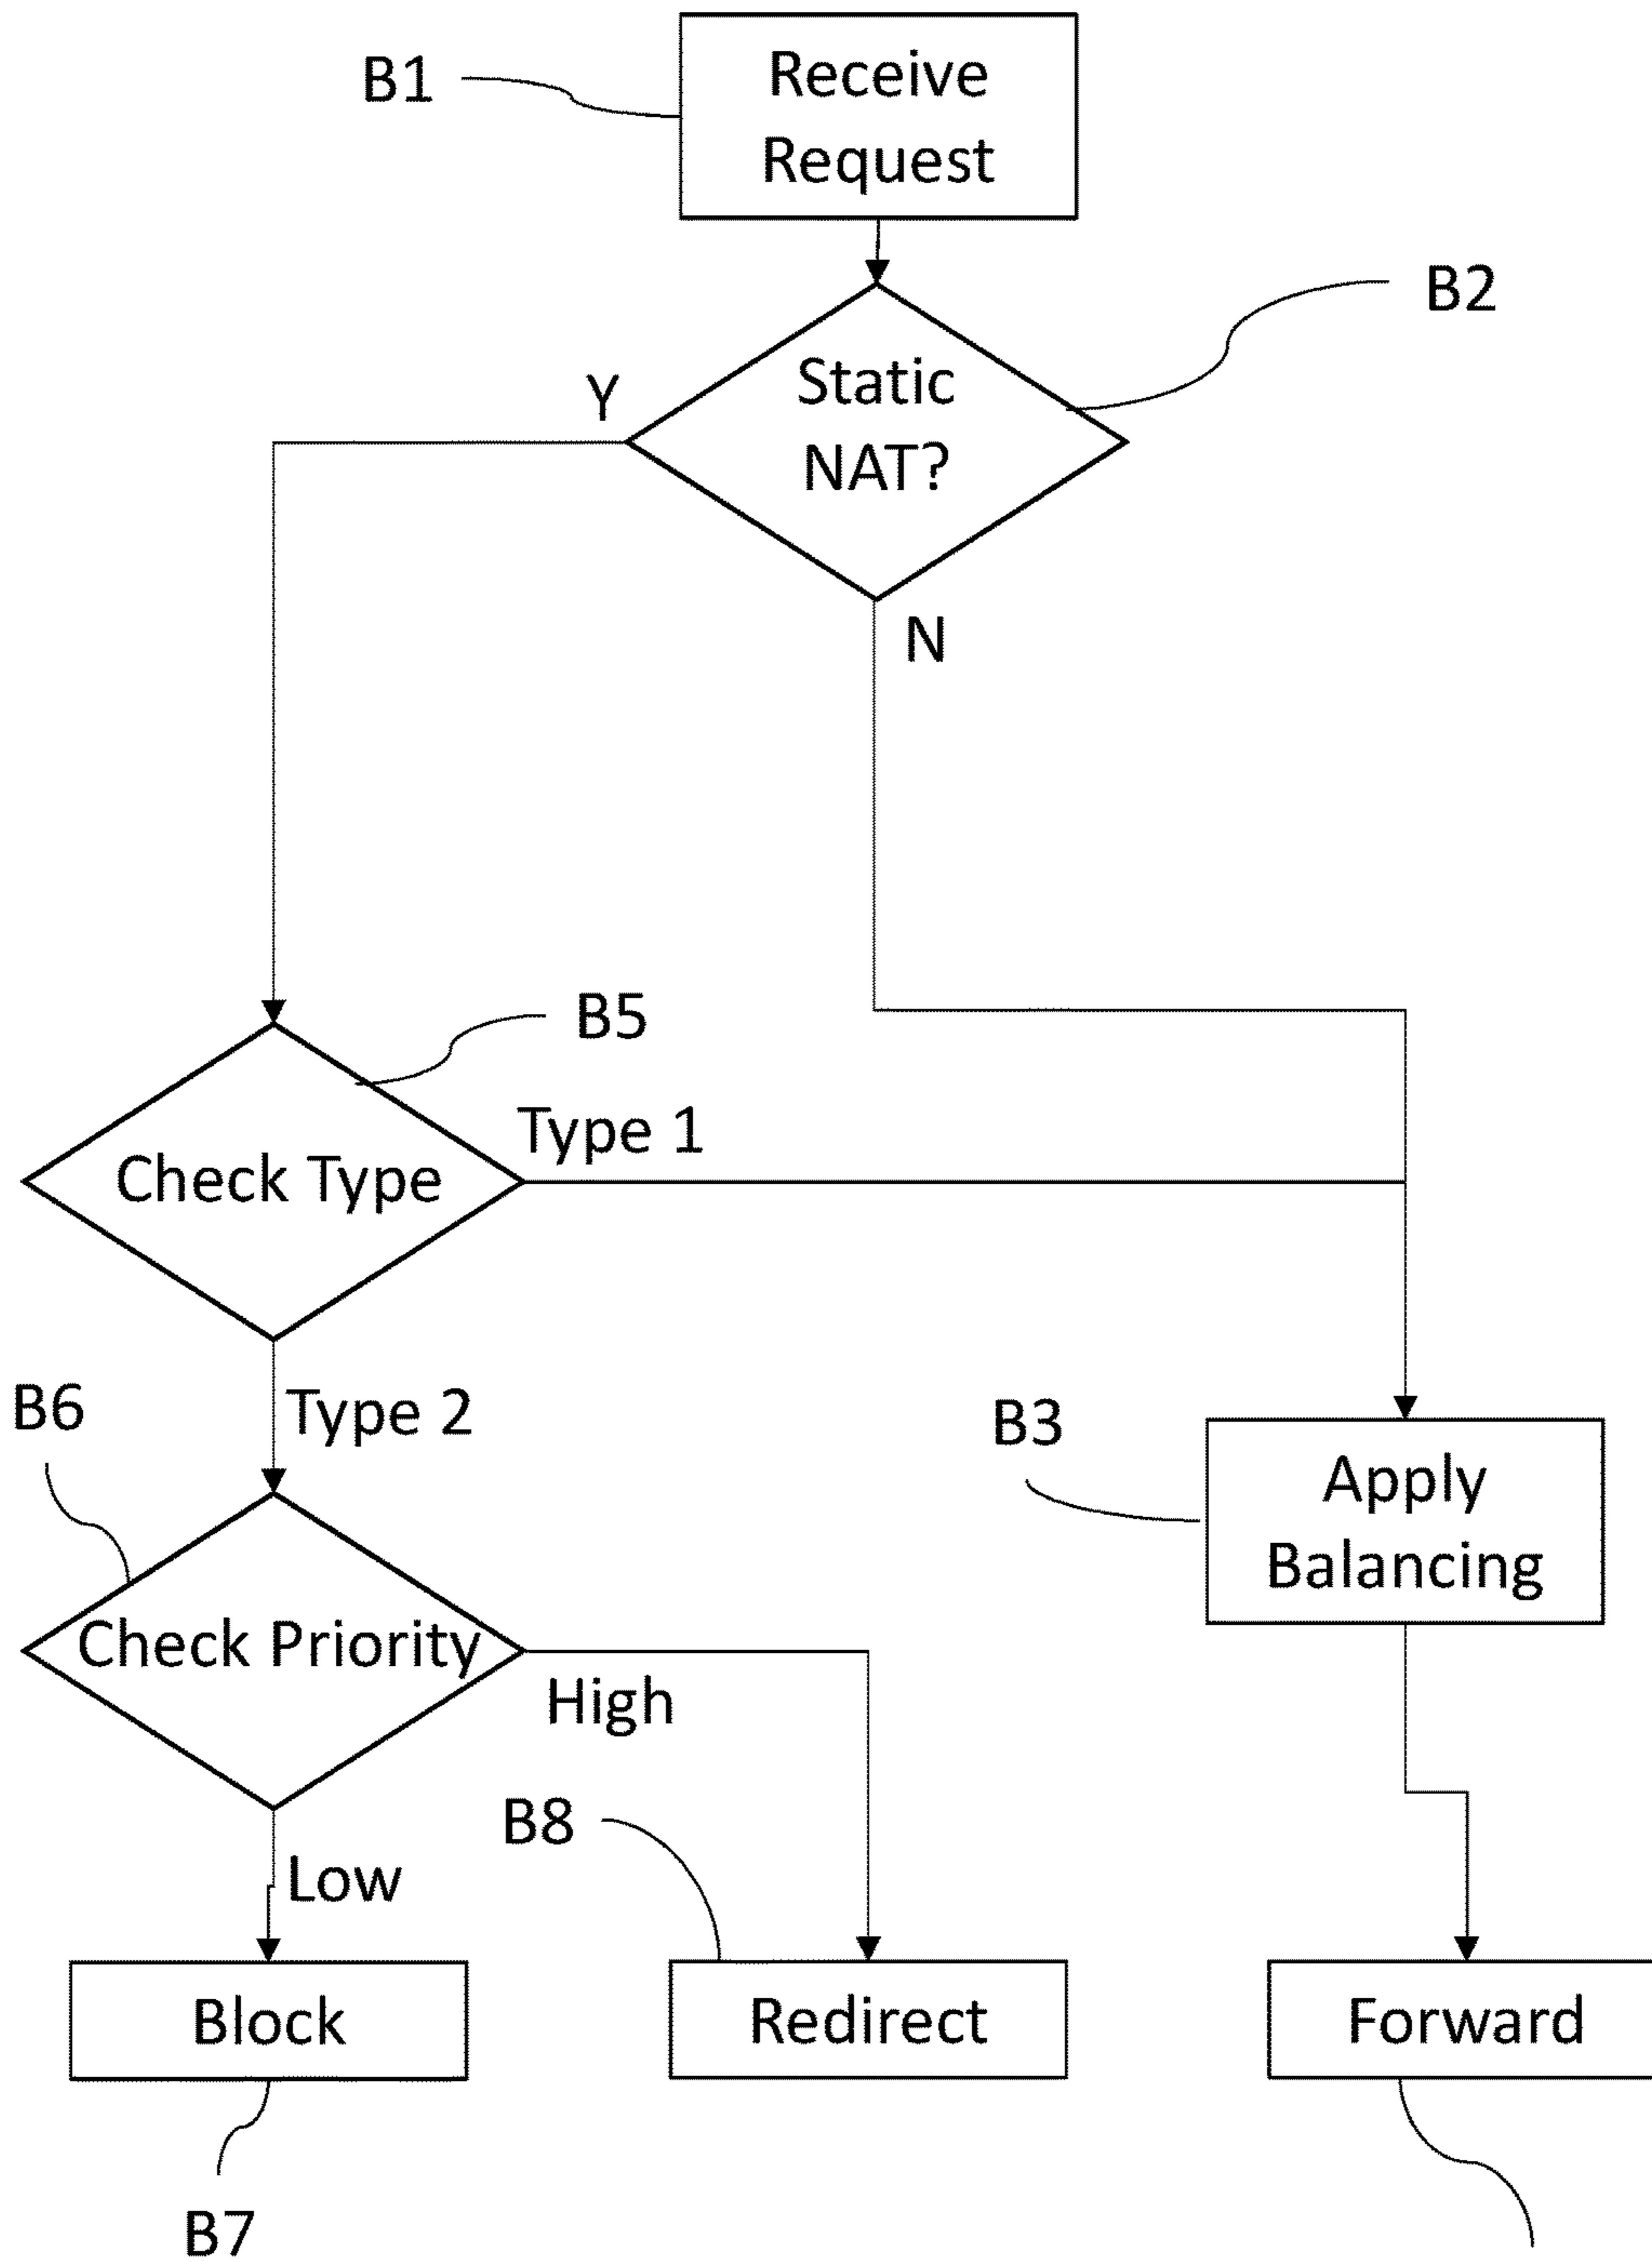 B1
Receive
Request
B2
Y
Static
NAT?
N
B5
Type 1
Check Type
B6
Type 2
B3
Apply
Balancing
Check Priority
High
B8
Low
Block
Redirect
Forward
B7